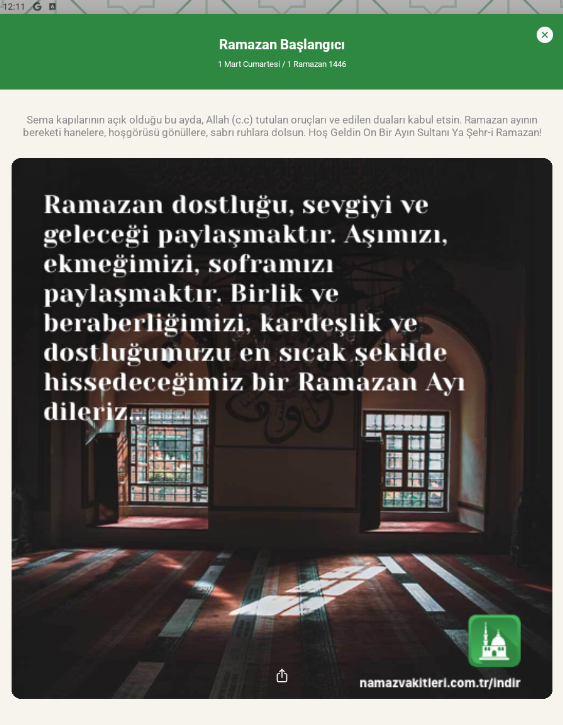 12:11
Ramazan Başlangıcı
1 Mart Cumartesi / 1 Ramazan 1446
Sema kapılarının açık olduğu bu ayda, Allah (c.c) tutulan oruçları ve edilen duaları kabul etsin. Ramazan ayının
bereketi hanelere, hoşgörüsü gönüllere, sabrı ruhlara dolsun. Hoş Geldin On Bir Ayın Sultanı Ya Şehr-i Ramazan!
Ramazan dostluğu, sevgiyi ve
geleceği paylaşmaktır. Aşımızı,
ekmeğimizi, soframızı
paylaşmaktır. Birlik ve
beraberliğimizi, kardeşlik ve
dostluğumuzu en sıcak şekilde
hissedeceğimiz bir Ramazan Ayı
dileriz...
namazvakitleri.com.tr/indir